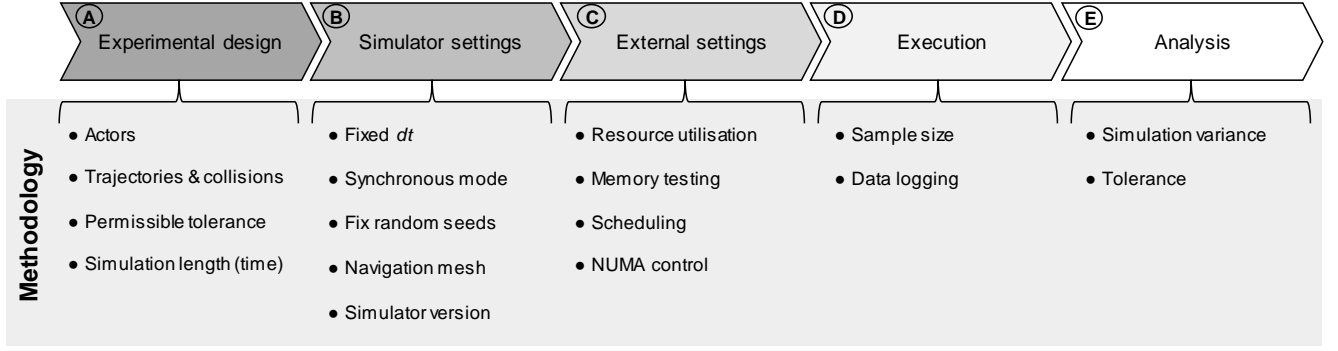 A
Experimental design
B
Simulator settings
C
External settings
D
Execution
E
Analysis
Methodology
● Actors
● Trajectories & collisions
● Permissible tolerance
● Simulation length (time)
● Fixed dt
● Synchronous mode
● Fix random seeds
● Navigation mesh
● Simulator version
● Resource utilisation
● Memory testing
● Scheduling
● NUMA control
● Sample size
● Data logging
● Simulation variance
● Tolerance